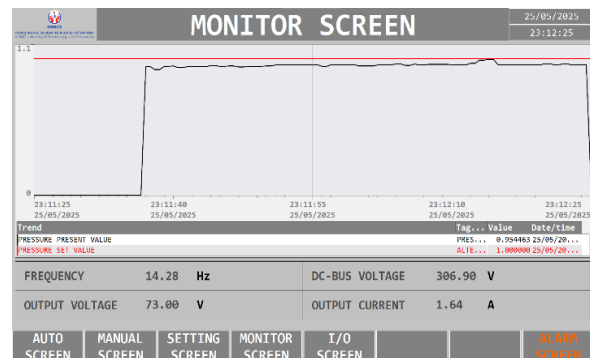 MONITOR SCREEN
25/05/2025
23:12:25
1.1
0
23:11:25
25/05/2025
23:11:40
25/05/2025
23:11:55
25/05/2025
23:12:10
25/05/2025
23:12:25
25/05/2025
Trend Tag... Value Date/time
PRESSURE PRESENT VALUE PRES... 0.954463 25/05/20...
PRESSURE SET VALUE ALTE... 1.000000 25/05/20...
FREQUENCY 14.28 Hz DC-BUS VOLTAGE 306.90 V
OUTPUT VOLTAGE 73.00 V OUTPUT CURRENT 1.64 A
AUTO SCREEN
MANUAL SCREEN
SETTING SCREEN
MONITOR SCREEN
I/O SCREEN
ALARM SCREEN